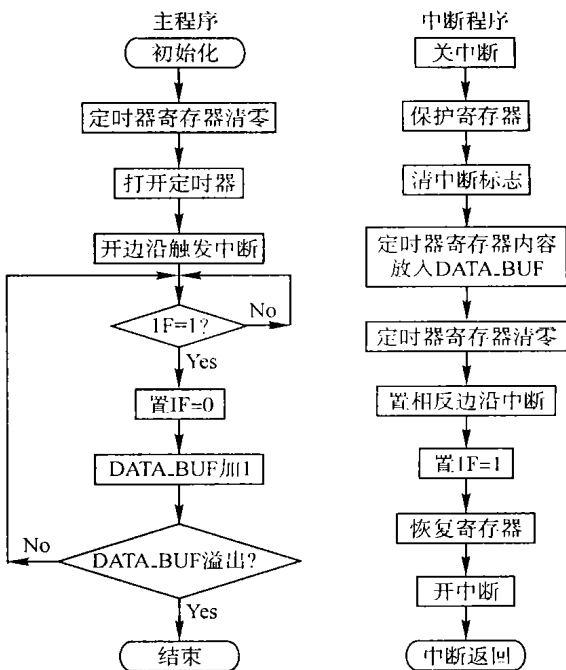 主程序
初始化
定时器寄存器清零
打开定时器
开边沿触发中断
1F=1?
No
Yes
置IF=0
DATA_BUF加1
No
DATA_BUF溢出?
Yes
结束
中断程序
关中断
保护寄存器
清中断标志
定时器寄存器内容
放入DATA_BUF
定时器寄存器清零
置相反边沿中断
置1F=1
恢复寄存器
开中断
中断返回